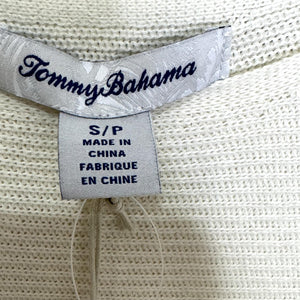 Tommy Bahama
S/P
MADE IN
CHINA
FABRIQUE
EN CHINE